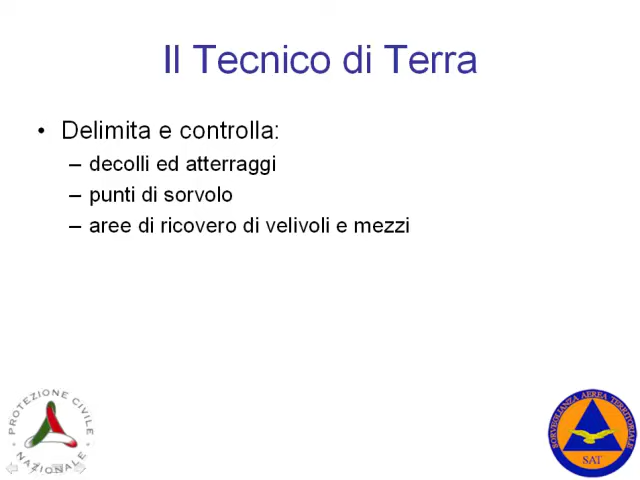 Il Tecnico di Terra
• Delimita e controlla:
– decolli ed atterraggi
– punti di sorvolo
– aree di ricovero di velivoli e mezzi
PROTEZIONE CIVILE
NAZIONALE
SORVEGLIANZA AEREA TERRITORIALE
SAT